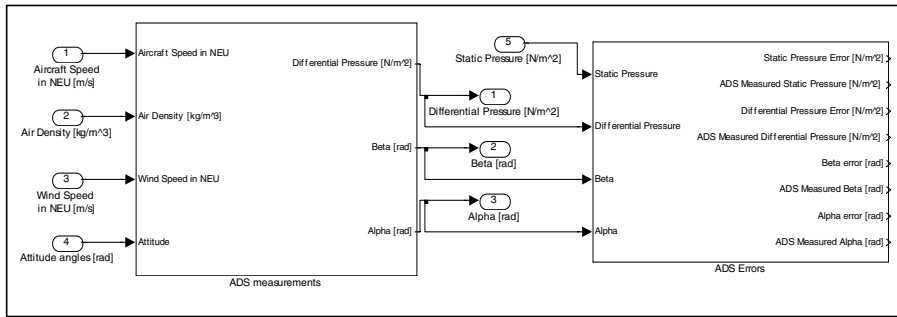 1
Aircraft Speed
in NEU [m/s]
2
Air Density [kg/m^3]
3
Wind Speed
in NEU [m/s]
4
Attitude angles [rad]
Aircraft Speed in NEU
Air Density [kg/m^3]
Wind Speed in NEU
Attitude
Differential Pressure [N/m^2]
Beta [rad]
Alpha [rad]
ADS measurements
5
Static Pressure [N/m^2]
1
Differential Pressure [N/m^2]
2
Beta [rad]
3
Alpha [rad]
Static Pressure
Differential Pressure
Beta
Alpha
Static Pressure Error [N/m^2]
ADS Measured Static Pressure [N/m^2]
Differential Pressure Error [N/m^2]
ADS Measured Differential Pressure [N/m^2]
Beta error [rad]
ADS Measured Beta [rad]
Alpha error [rad]
ADS Measured Alpha [rad]
ADS Errors